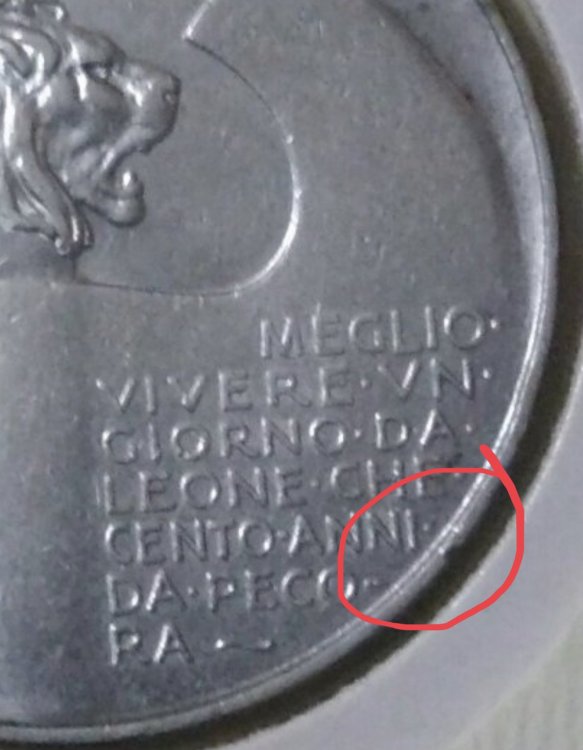 MEGLIO·
VIVERE·VN·
GIORNO·DA·
LEONE·CHE·
CENTO·ANNI·
DA·PECO-
RA ~